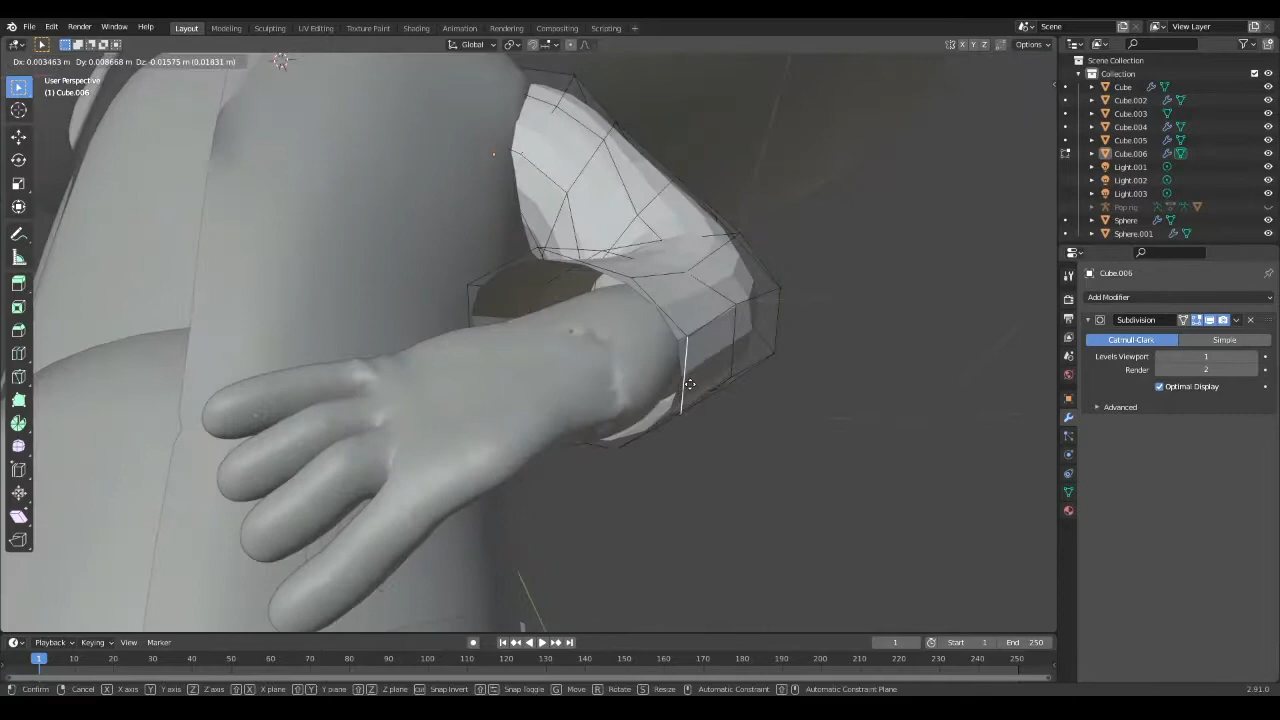 File Edit Render Window Help Layout Modeling Sculpting UV Editing Texture Paint Shading Animation Rendering Compositing Scripting + Scene View Layer
Global X Y Z Options
Dx: 0.003463 m Dy: 0.008668 m Dz: -0.01575 m (0.01831 m)
User Perspective
(1) Cube.006
Scene Collection
Collection
Cube
Cube.002
Cube.003
Cube.004
Cube.005
Cube.006
Light.001
Light.002
Light.003
Pop rig
Sphere
Sphere.001
Cube.006
Add Modifier
Subdivision
Catmull-Clark Simple
Levels Viewport 1
Render 2
Optimal Display
Advanced
Playback Keying View Marker 1 Start 1 End 250
1 10 20 30 40 50 60 70 80 90 100 110 120 130 140 150 160 170 180 190 200 210 220 230 240 250
Confirm Cancel X X axis Y Y axis Z Z axis X X plane Y Y plane Z Z plane Snap Invert Snap Toggle G Move R Rotate S Resize Automatic Constraint Automatic Constraint Plane 2.91.0